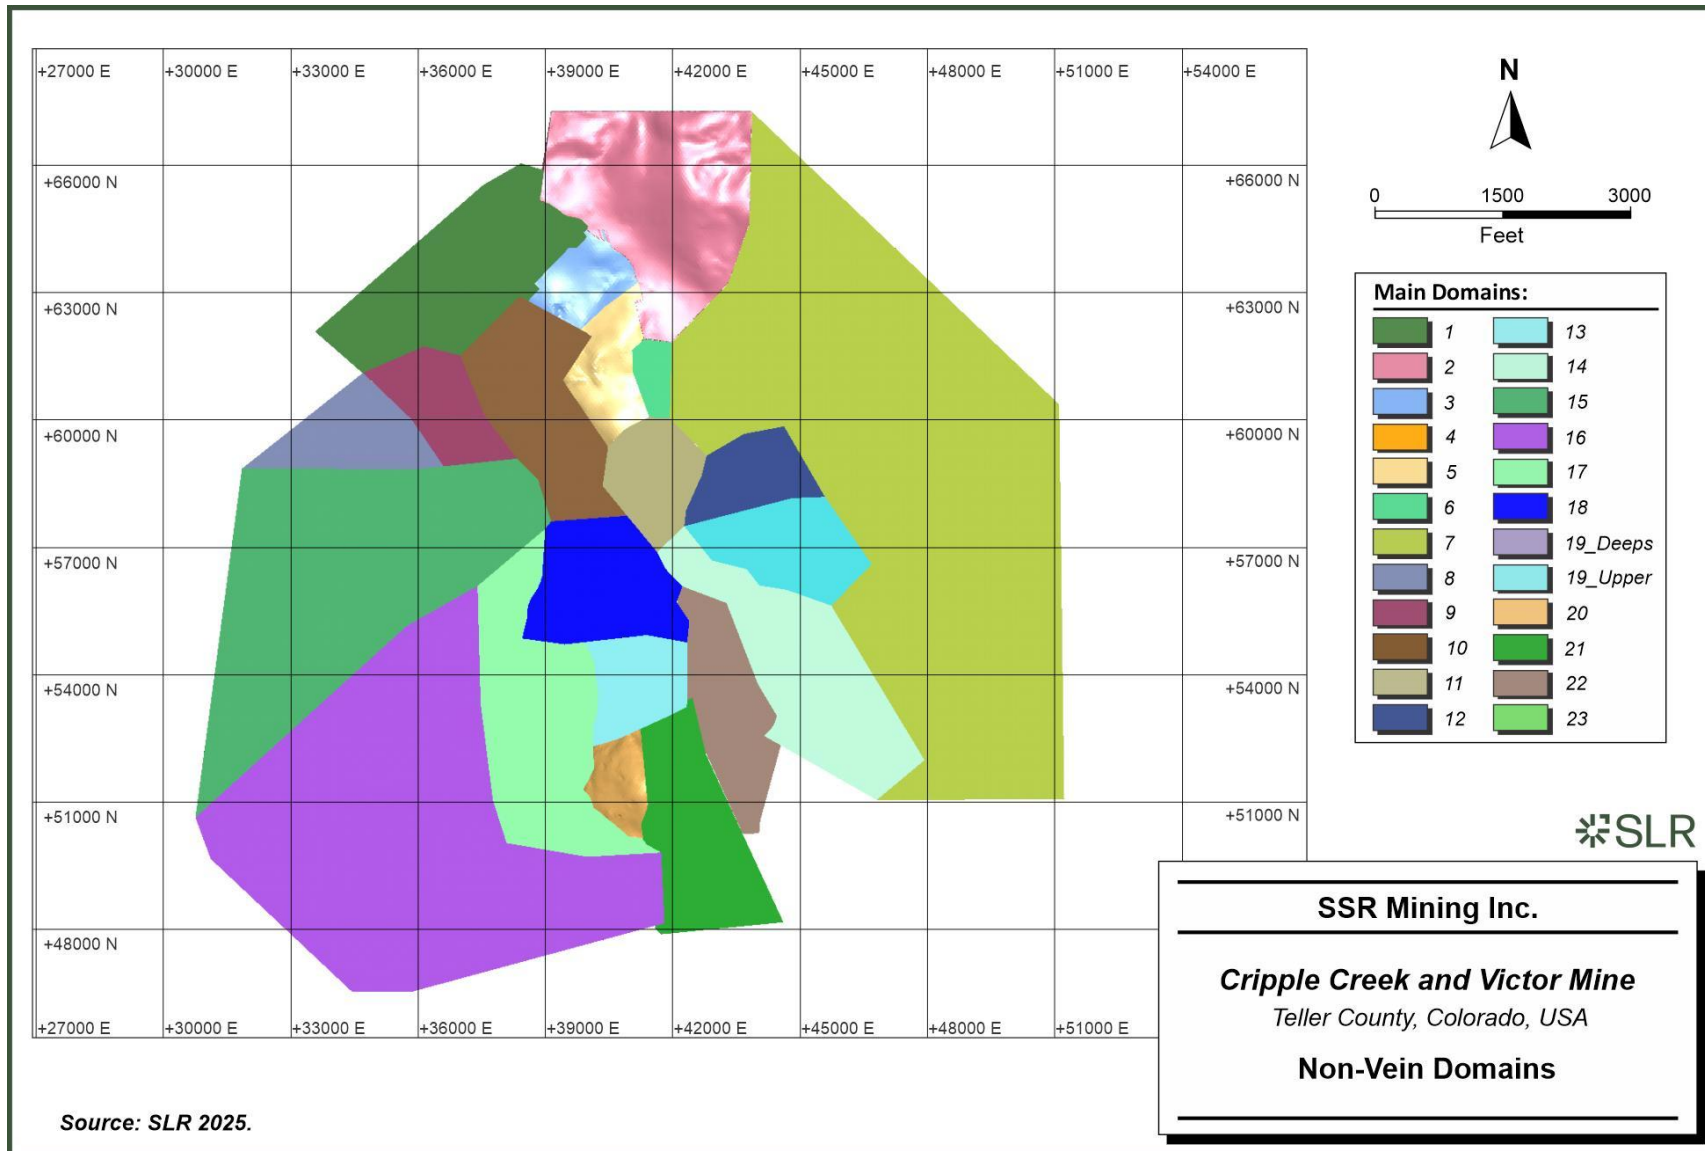 +27000 E +30000 E +33000 E +36000 E +39000 E +42000 E +45000 E +48000 E +51000 E +54000 E
N
+66000 N +66000 N
0 1500 3000
Feet
+63000 N +63000 N
Main Domains:
1 13
2 14
3 15
4 16
5 17
6 18
7 19_Deeps
8 19_Upper
9 20
10 21
11 22
12 23
+60000 N +60000 N
+57000 N +57000 N
+54000 N +54000 N
+51000 N +51000 N
SLR
+48000 N
+27000 E +30000 E +33000 E +36000 E +39000 E +42000 E +45000 E +48000 E +51000 E
SSR Mining Inc.
Cripple Creek and Victor Mine
Teller County, Colorado, USA
Non-Vein Domains
Source: SLR 2025.